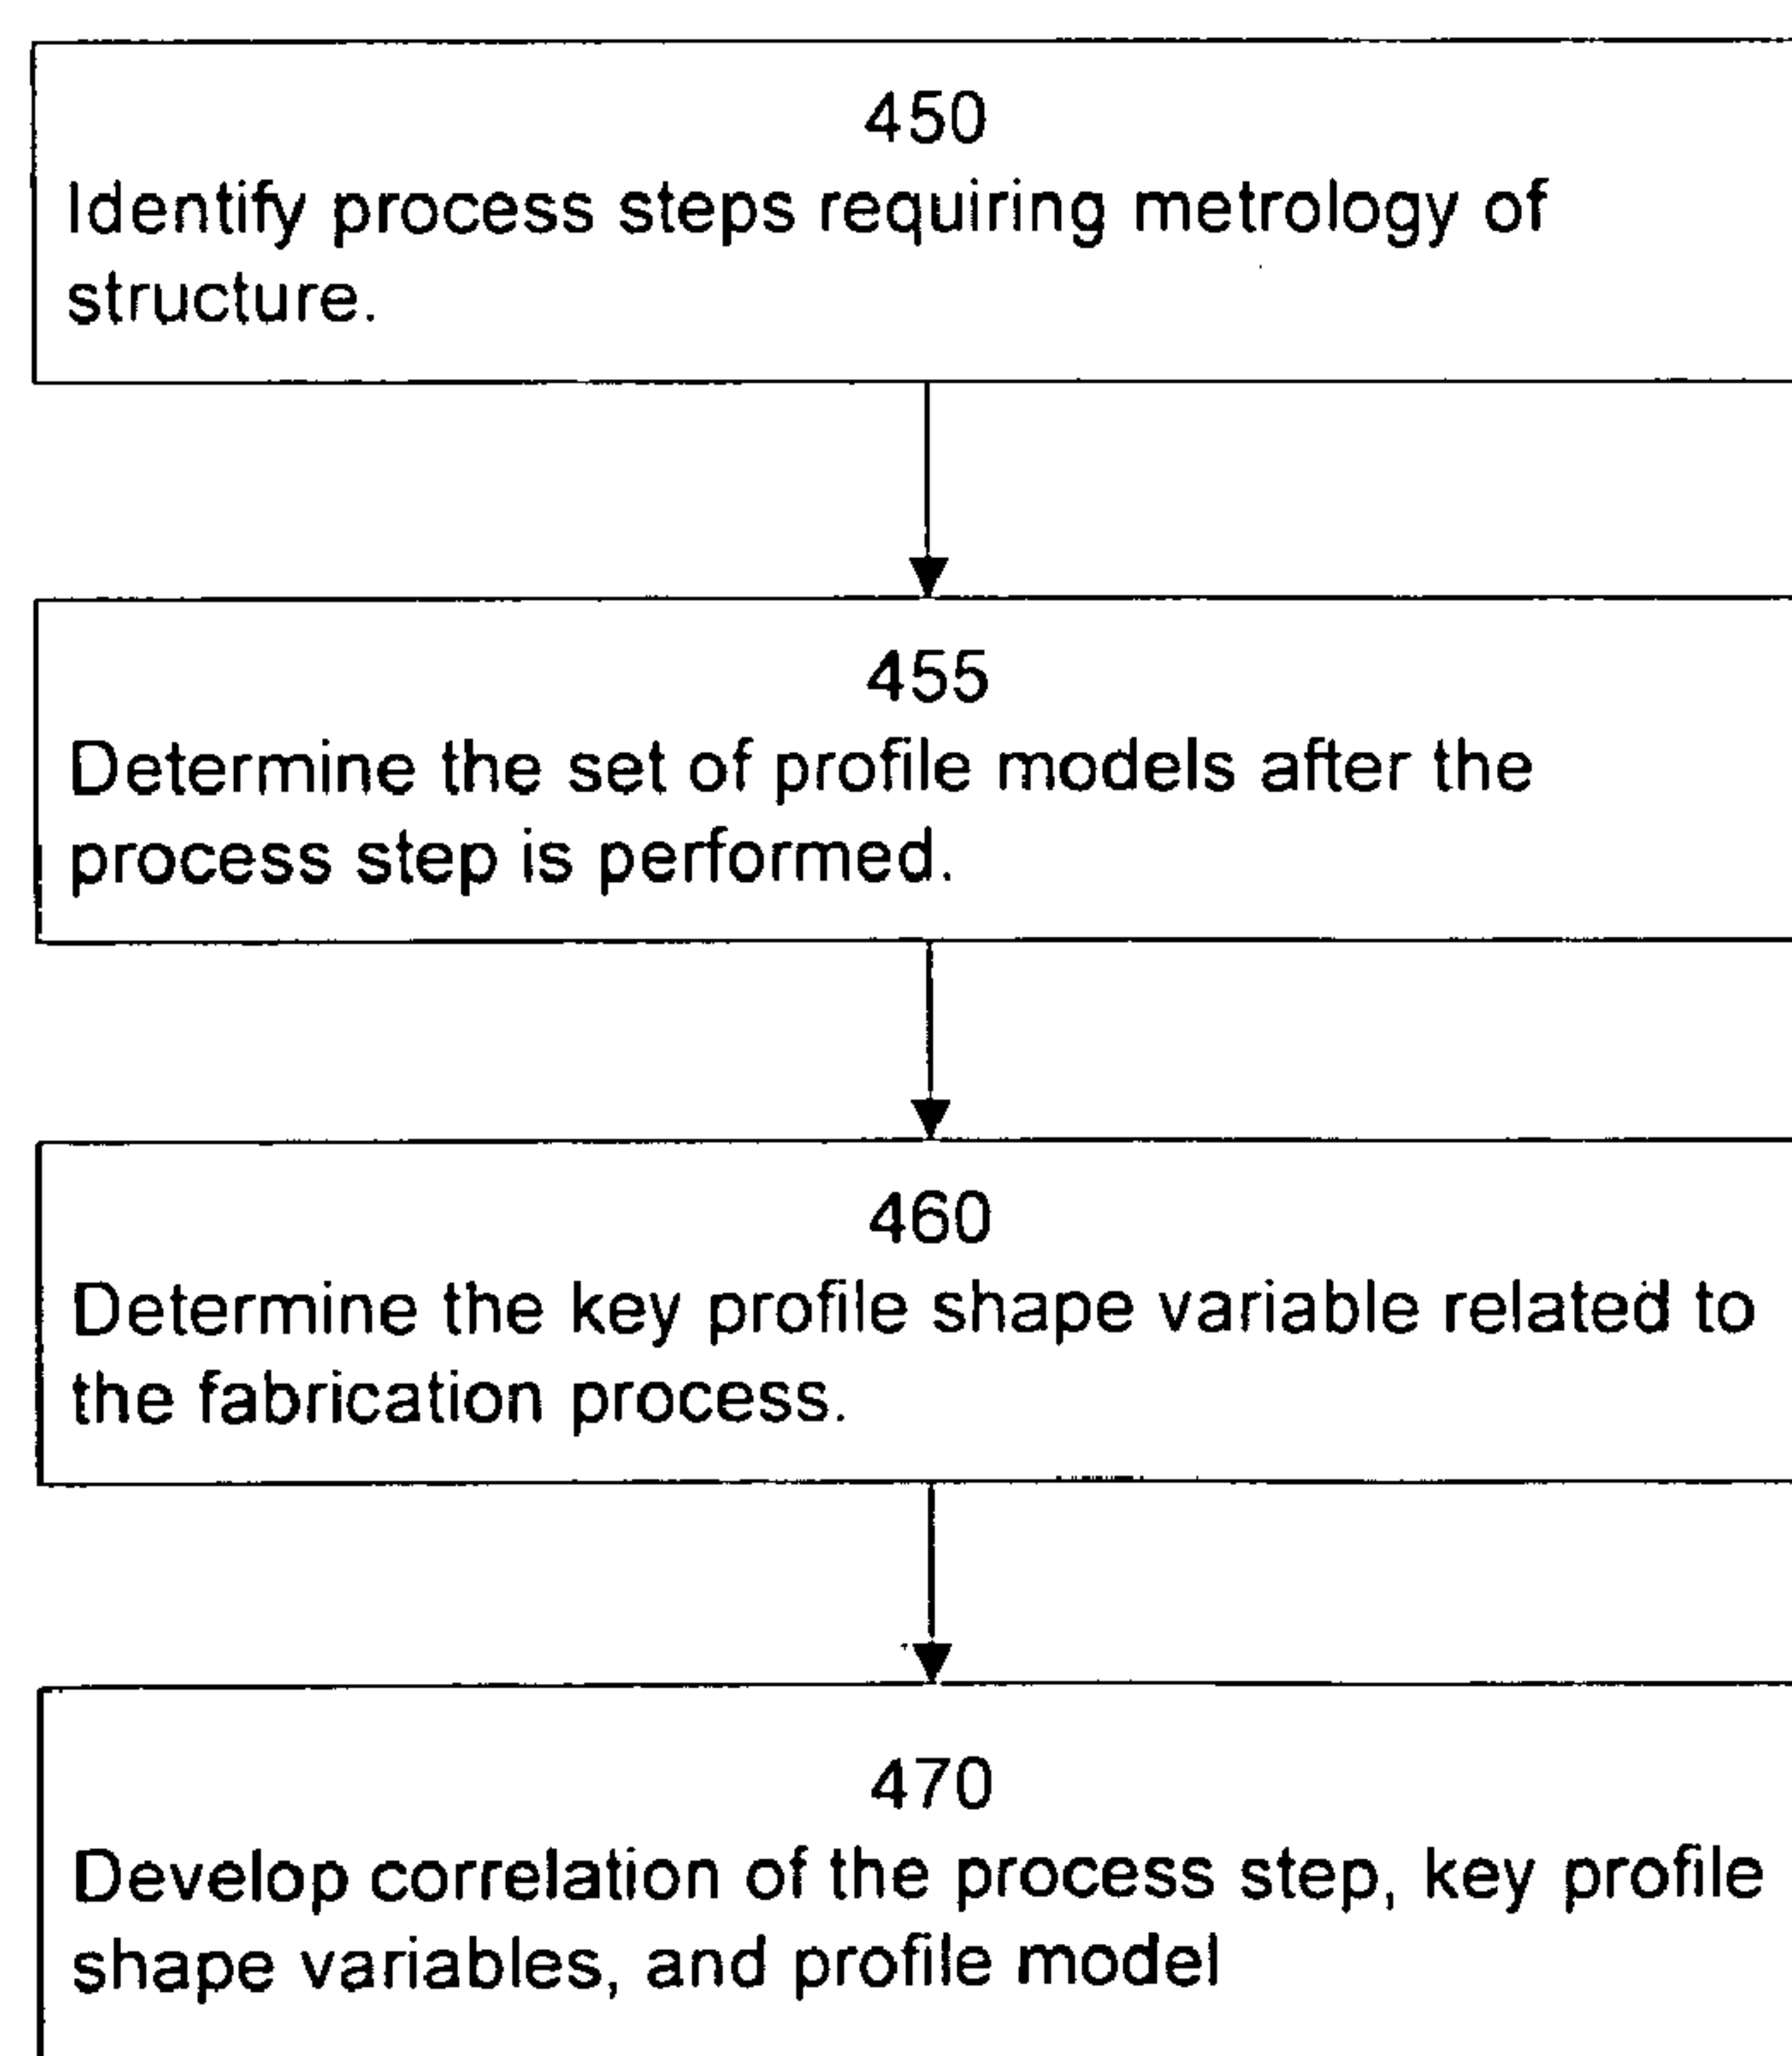 450
Identify process steps requiring metrology of
structure.
455
Determine the set of profile models after the
process step is performed.
460
Determine the key profile shape variable related to
the fabrication process.
470
Develop correlation of the process step, key profile
shape variables, and profile model